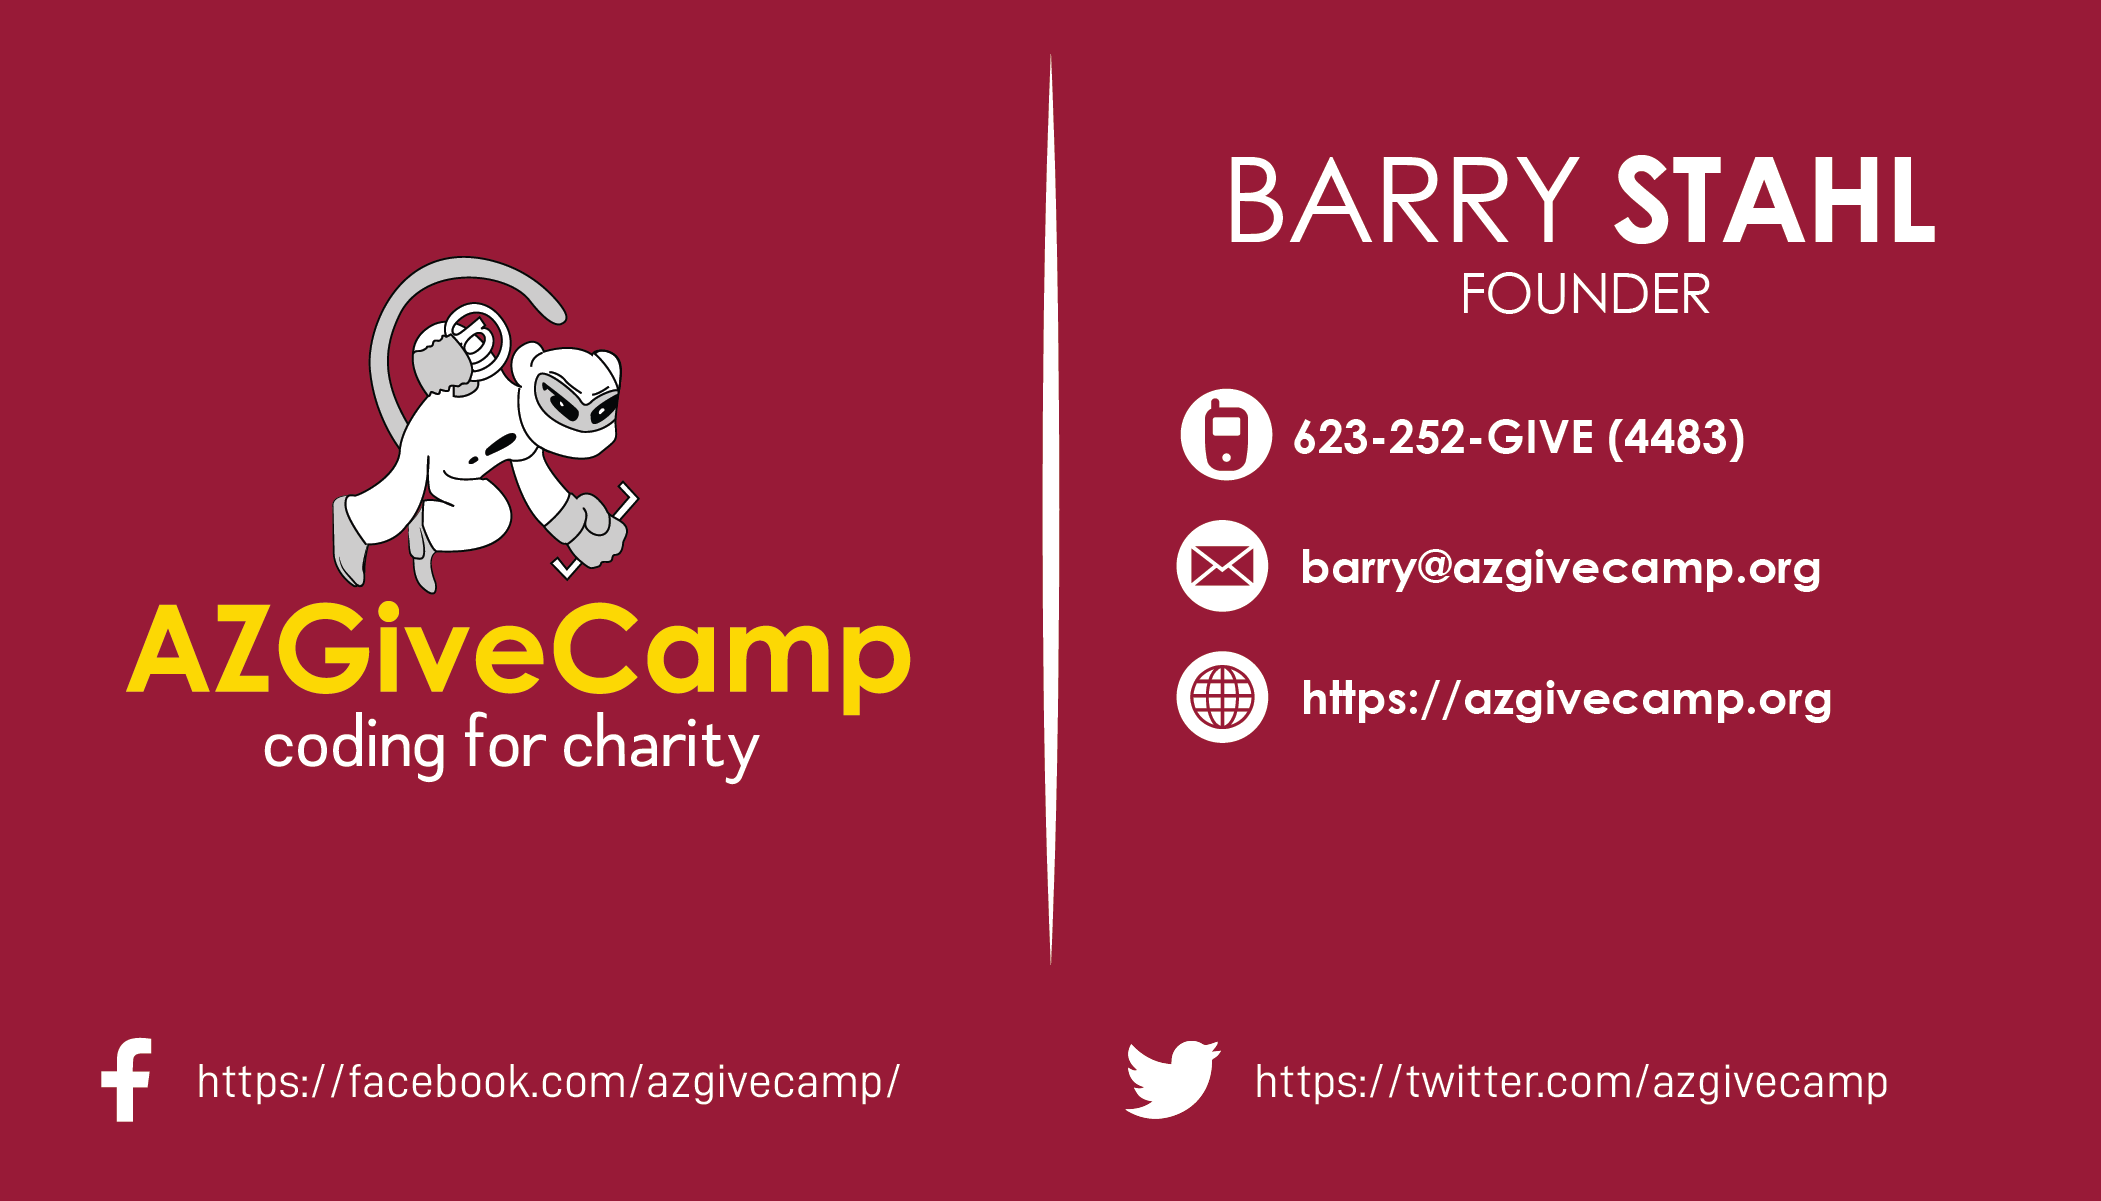 AZGiveCamp
coding for charity
BARRY STAHL
FOUNDER
623-252-GIVE (4483)
barry@azgivecamp.org
https://azgivecamp.org
https://facebook.com/azgivecamp/
https://twitter.com/azgivecamp